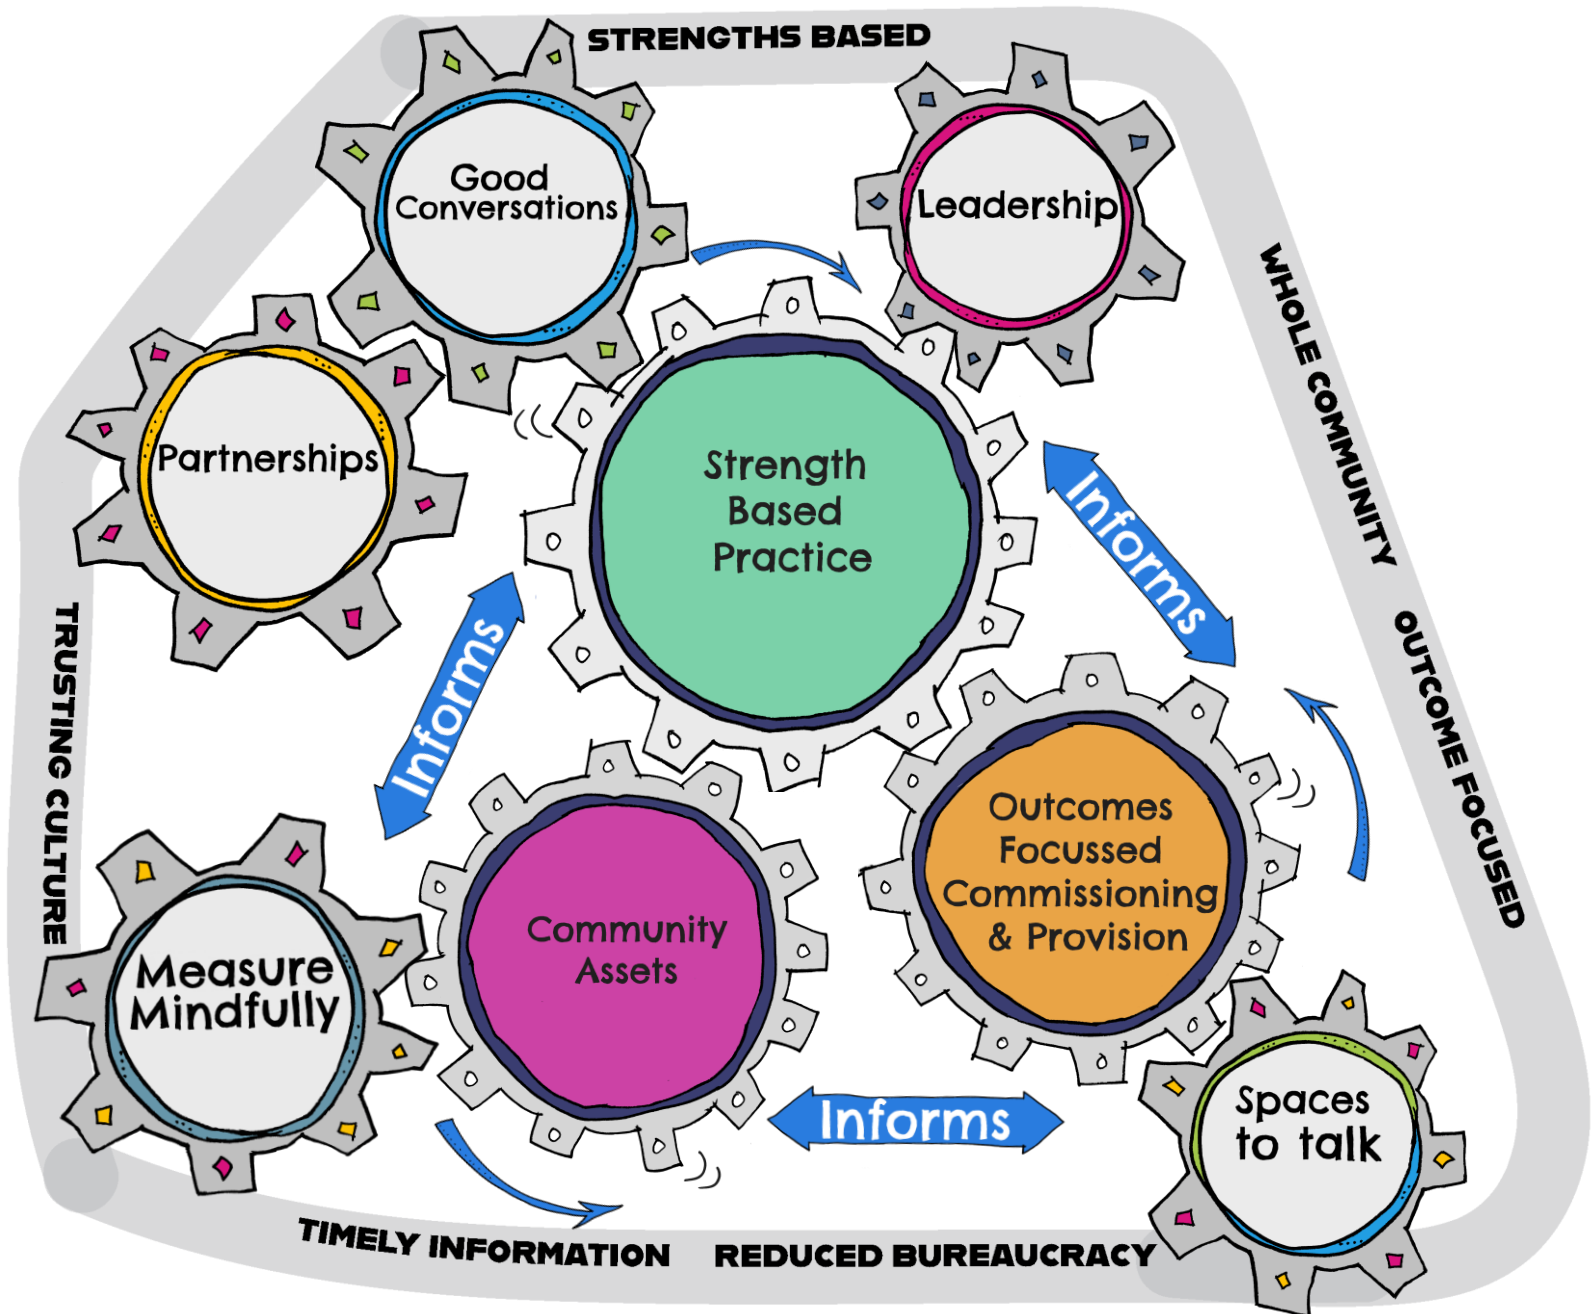 STRENGTHS BASED
Good
Conversations
Leadership
WHOLE COMMUNITY
Partnerships
Strength
Based
Practice
Informs
Informs
OUTCOME FOCUSED
TRUSTING CULTURE
Outcomes
Focussed
Commissioning
& Provision
Community
Assets
Measure
Mindfully
Spaces
to talk
Informs
TIMELY INFORMATION
REDUCED BUREAUCRACY